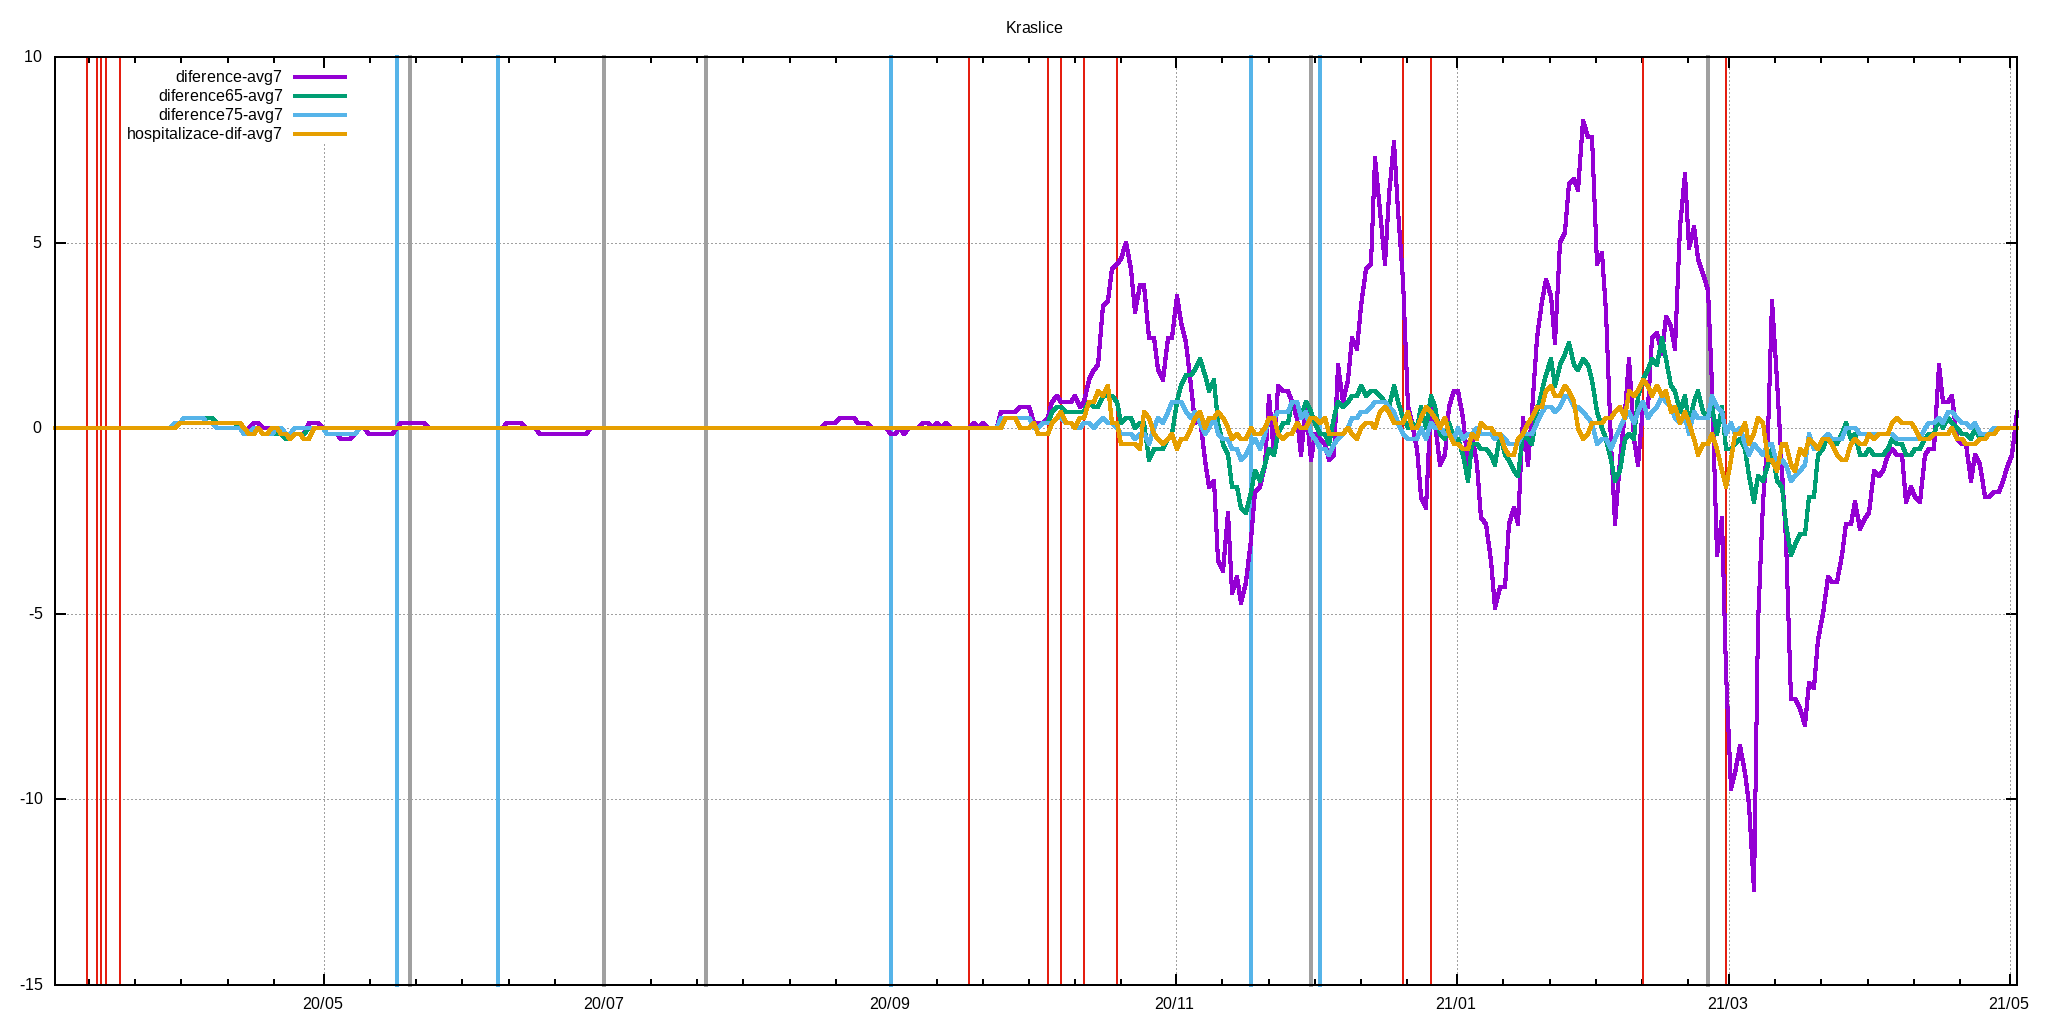 Kraslice
diference-avg7
diference65-avg7
diference75-avg7
hospitalizace-dif-avg7
10
5
0
-5
-10
-15
20/05 20/07 20/09 20/11 21/01 21/03 21/05